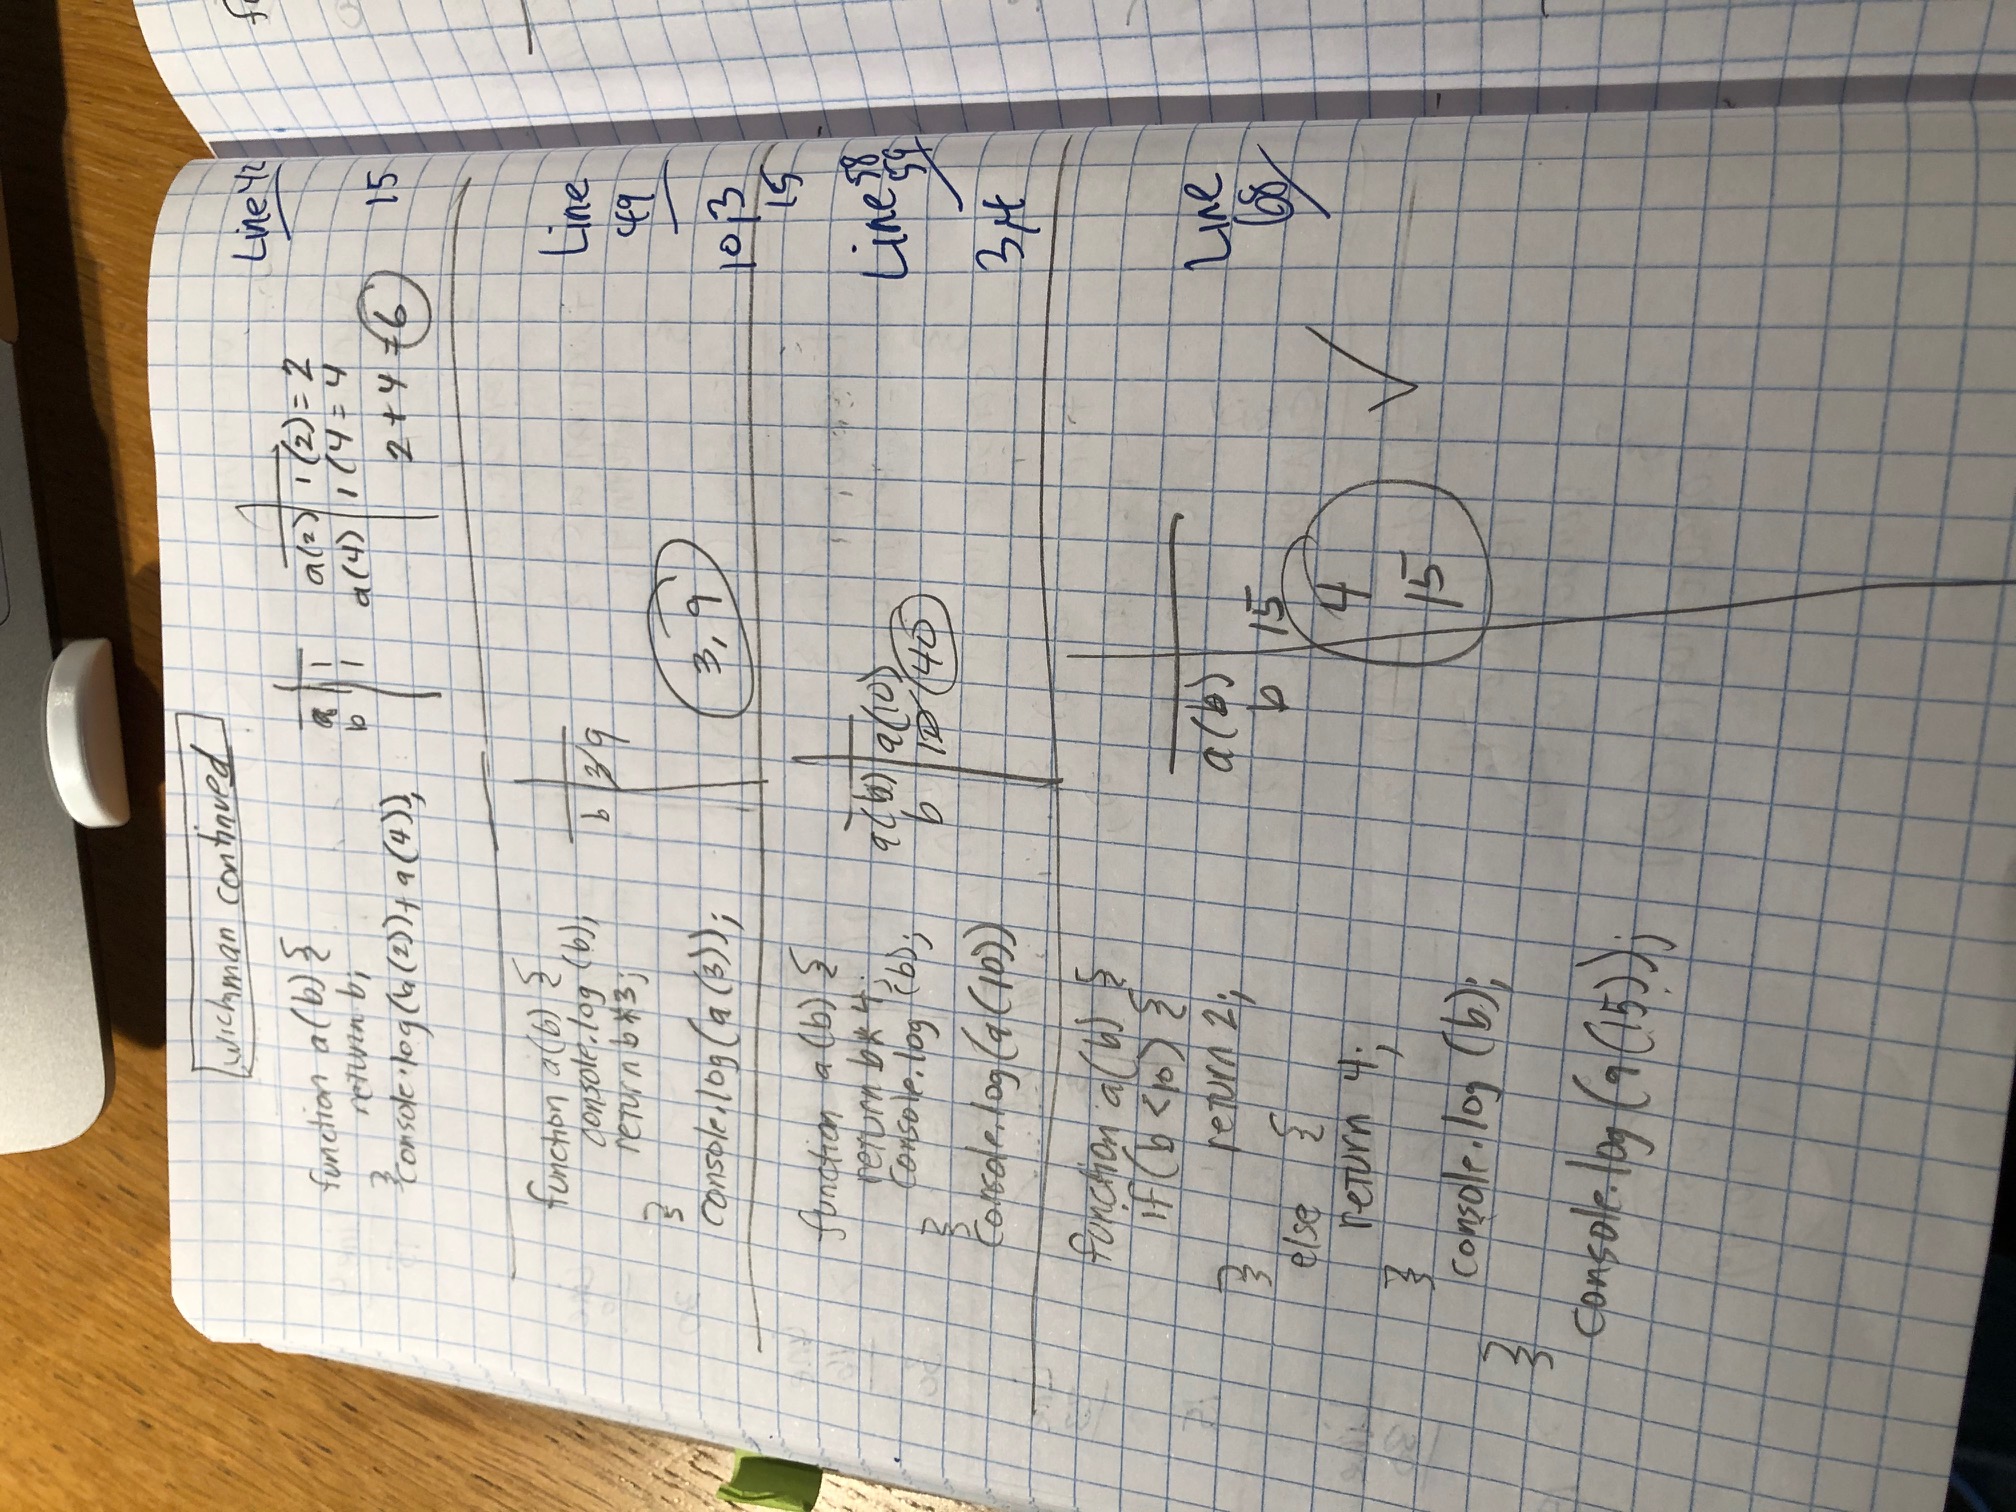 Wichman continued
Line 42
function a(b) {
return b;
}
console.log(a(2)) + a(4));
a | 1
b | 1
a(2) | 1(2) = 2
a(4) | 1(4 = 4
2 + 4 = 6
15
function a(b) {
console.log (b);
return b*3;
}
console.log(a(3));
b | 3 9
3, 9
Line
49
10,3
15
function a(b) {
return b* 4;
console.log (b);
}
console.log(a(10))
a(b) | a(10)
b | 10 40
Line 58
59
3,4
function a(b) {
if (b < 10) {
return 2;
}
else {
return 4;
}
console.log (b);
}
console.log(a(15));
a(b)
b | 15
4
15
Line
68